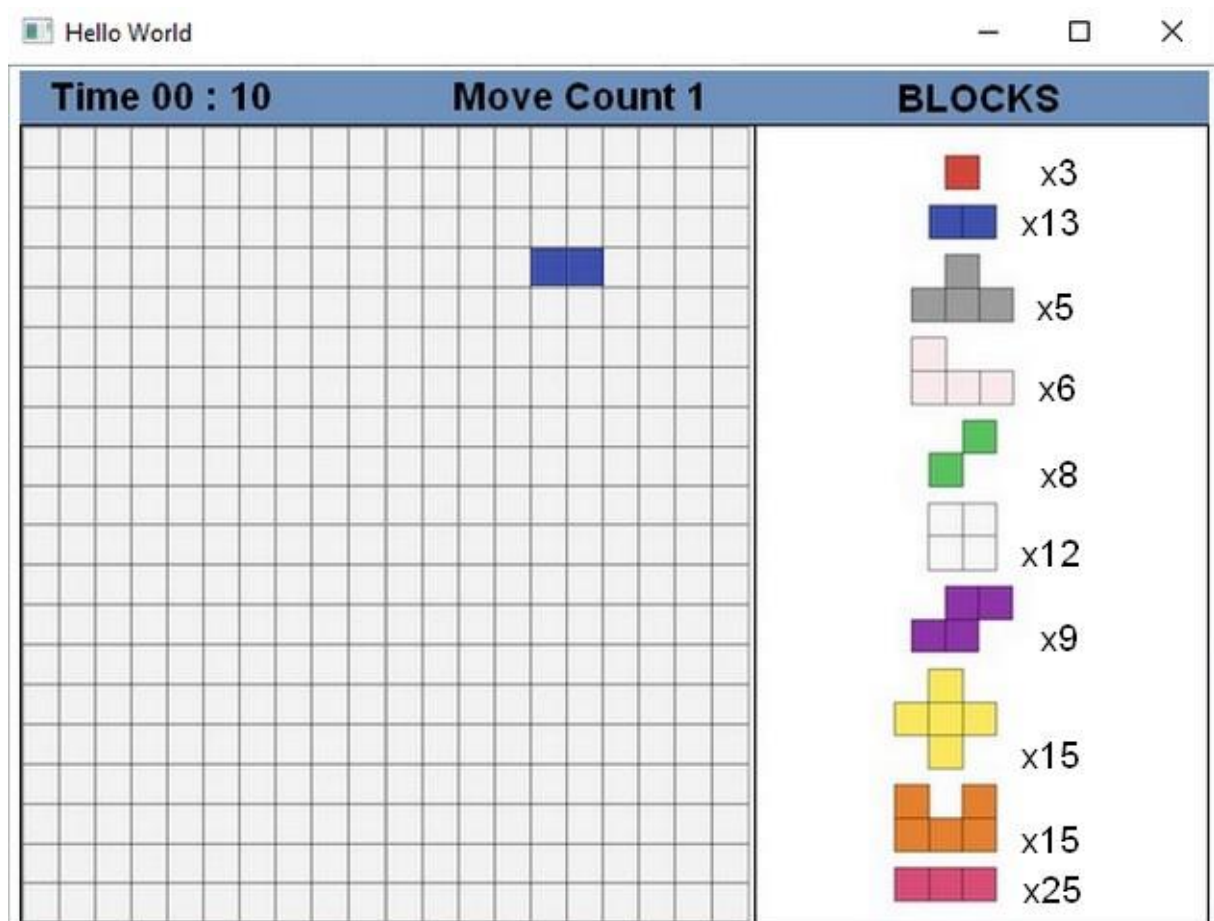 Hello World
Time 00 : 10 Move Count 1 BLOCKS
x3
x13
x5
x6
x8
x12
x9
x15
x15
x25